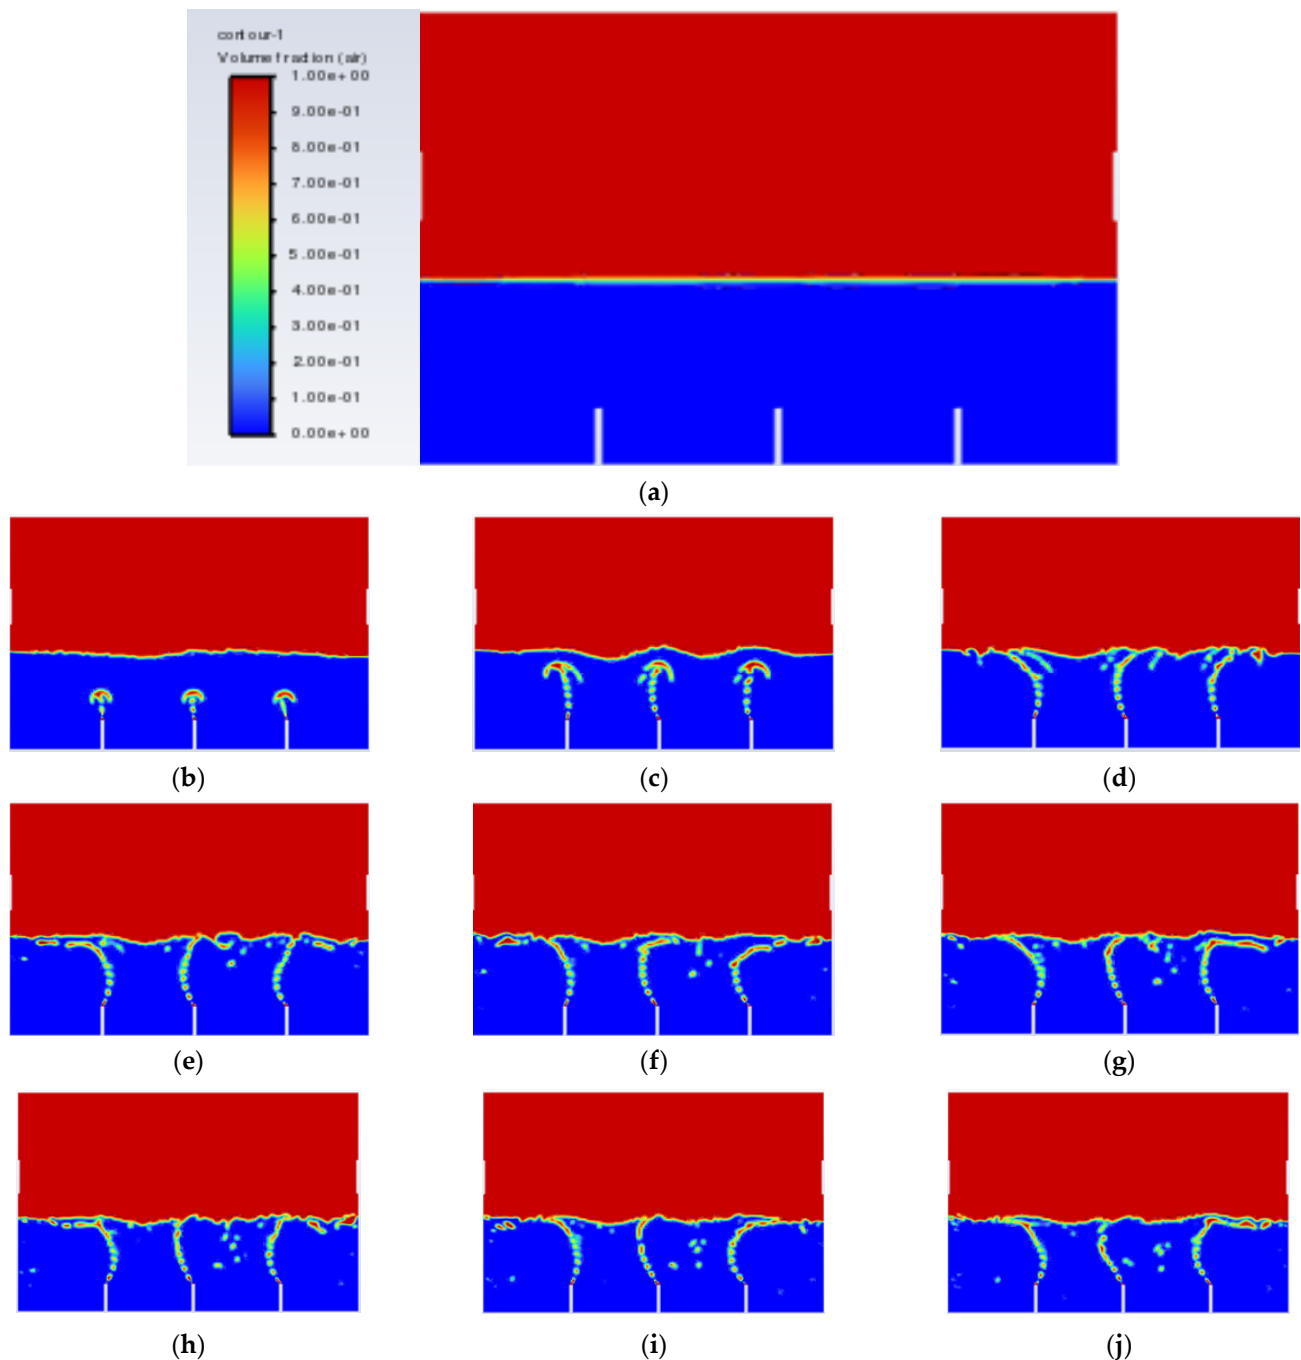 contour-1
Volume fraction (air)
1.00e+00
9.00e-01
8.00e-01
7.00e-01
6.00e-01
5.00e-01
4.00e-01
3.00e-01
2.00e-01
1.00e-01
0.00e+00
(a)
(b) (c) (d)
(e) (f) (g)
(h) (i) (j)